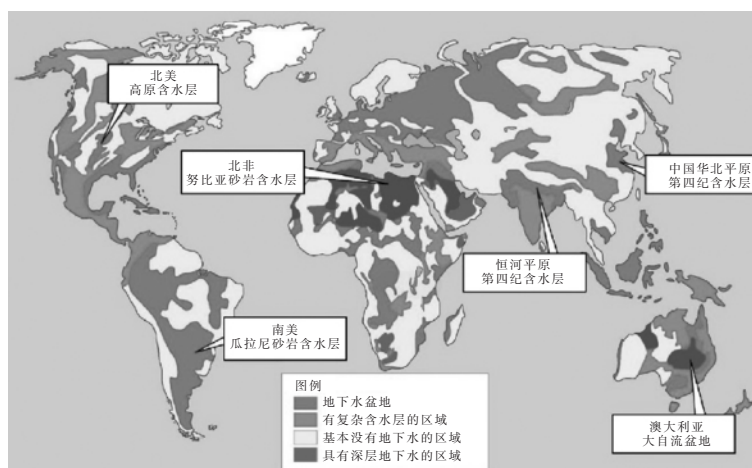 北美
高原含水层
北非
努比亚砂岩含水层
中国华北平原
第四纪含水层
恒河平原
第四纪含水层
南美
瓜拉尼砂岩含水层
澳大利亚
大自流盆地
图例
地下水盆地
有复杂含水层的区域
基本没有地下水的区域
具有深层地下水的区域